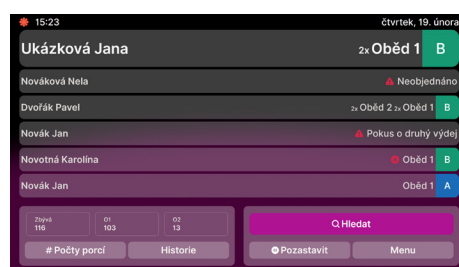 15:23 čtvrtek, 19. února
Ukázková Jana 2x Oběd 1 B
Nováková Nela Neobjednáno
Dvořák Pavel 2x Oběd 2 2x Oběd 1 B
Novák Jan Pokus o druhý výdej
Novotná Karolína Oběd 1 B
Novák Jan Oběd 1 A
Zbývá O1 O2
116 103 13
Hledat
# Počty porcí Historie Pozastavit Menu